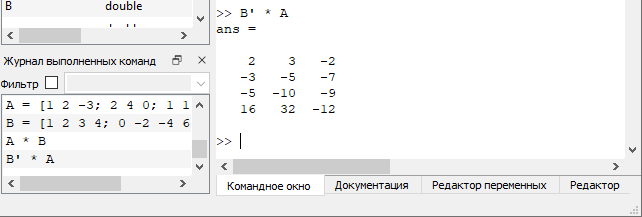 B double
Журнал выполненных команд
Фильтр
A = [1 2 -3; 2 4 0; 1 1
B = [1 2 3 4; 0 -2 -4 6
A * B
B' * A
>> B' * A
ans =
2 3 -2
-3 -5 -7
-5 -10 -9
16 32 -12
>>
Командное окно Документация Редактор переменных Редактор